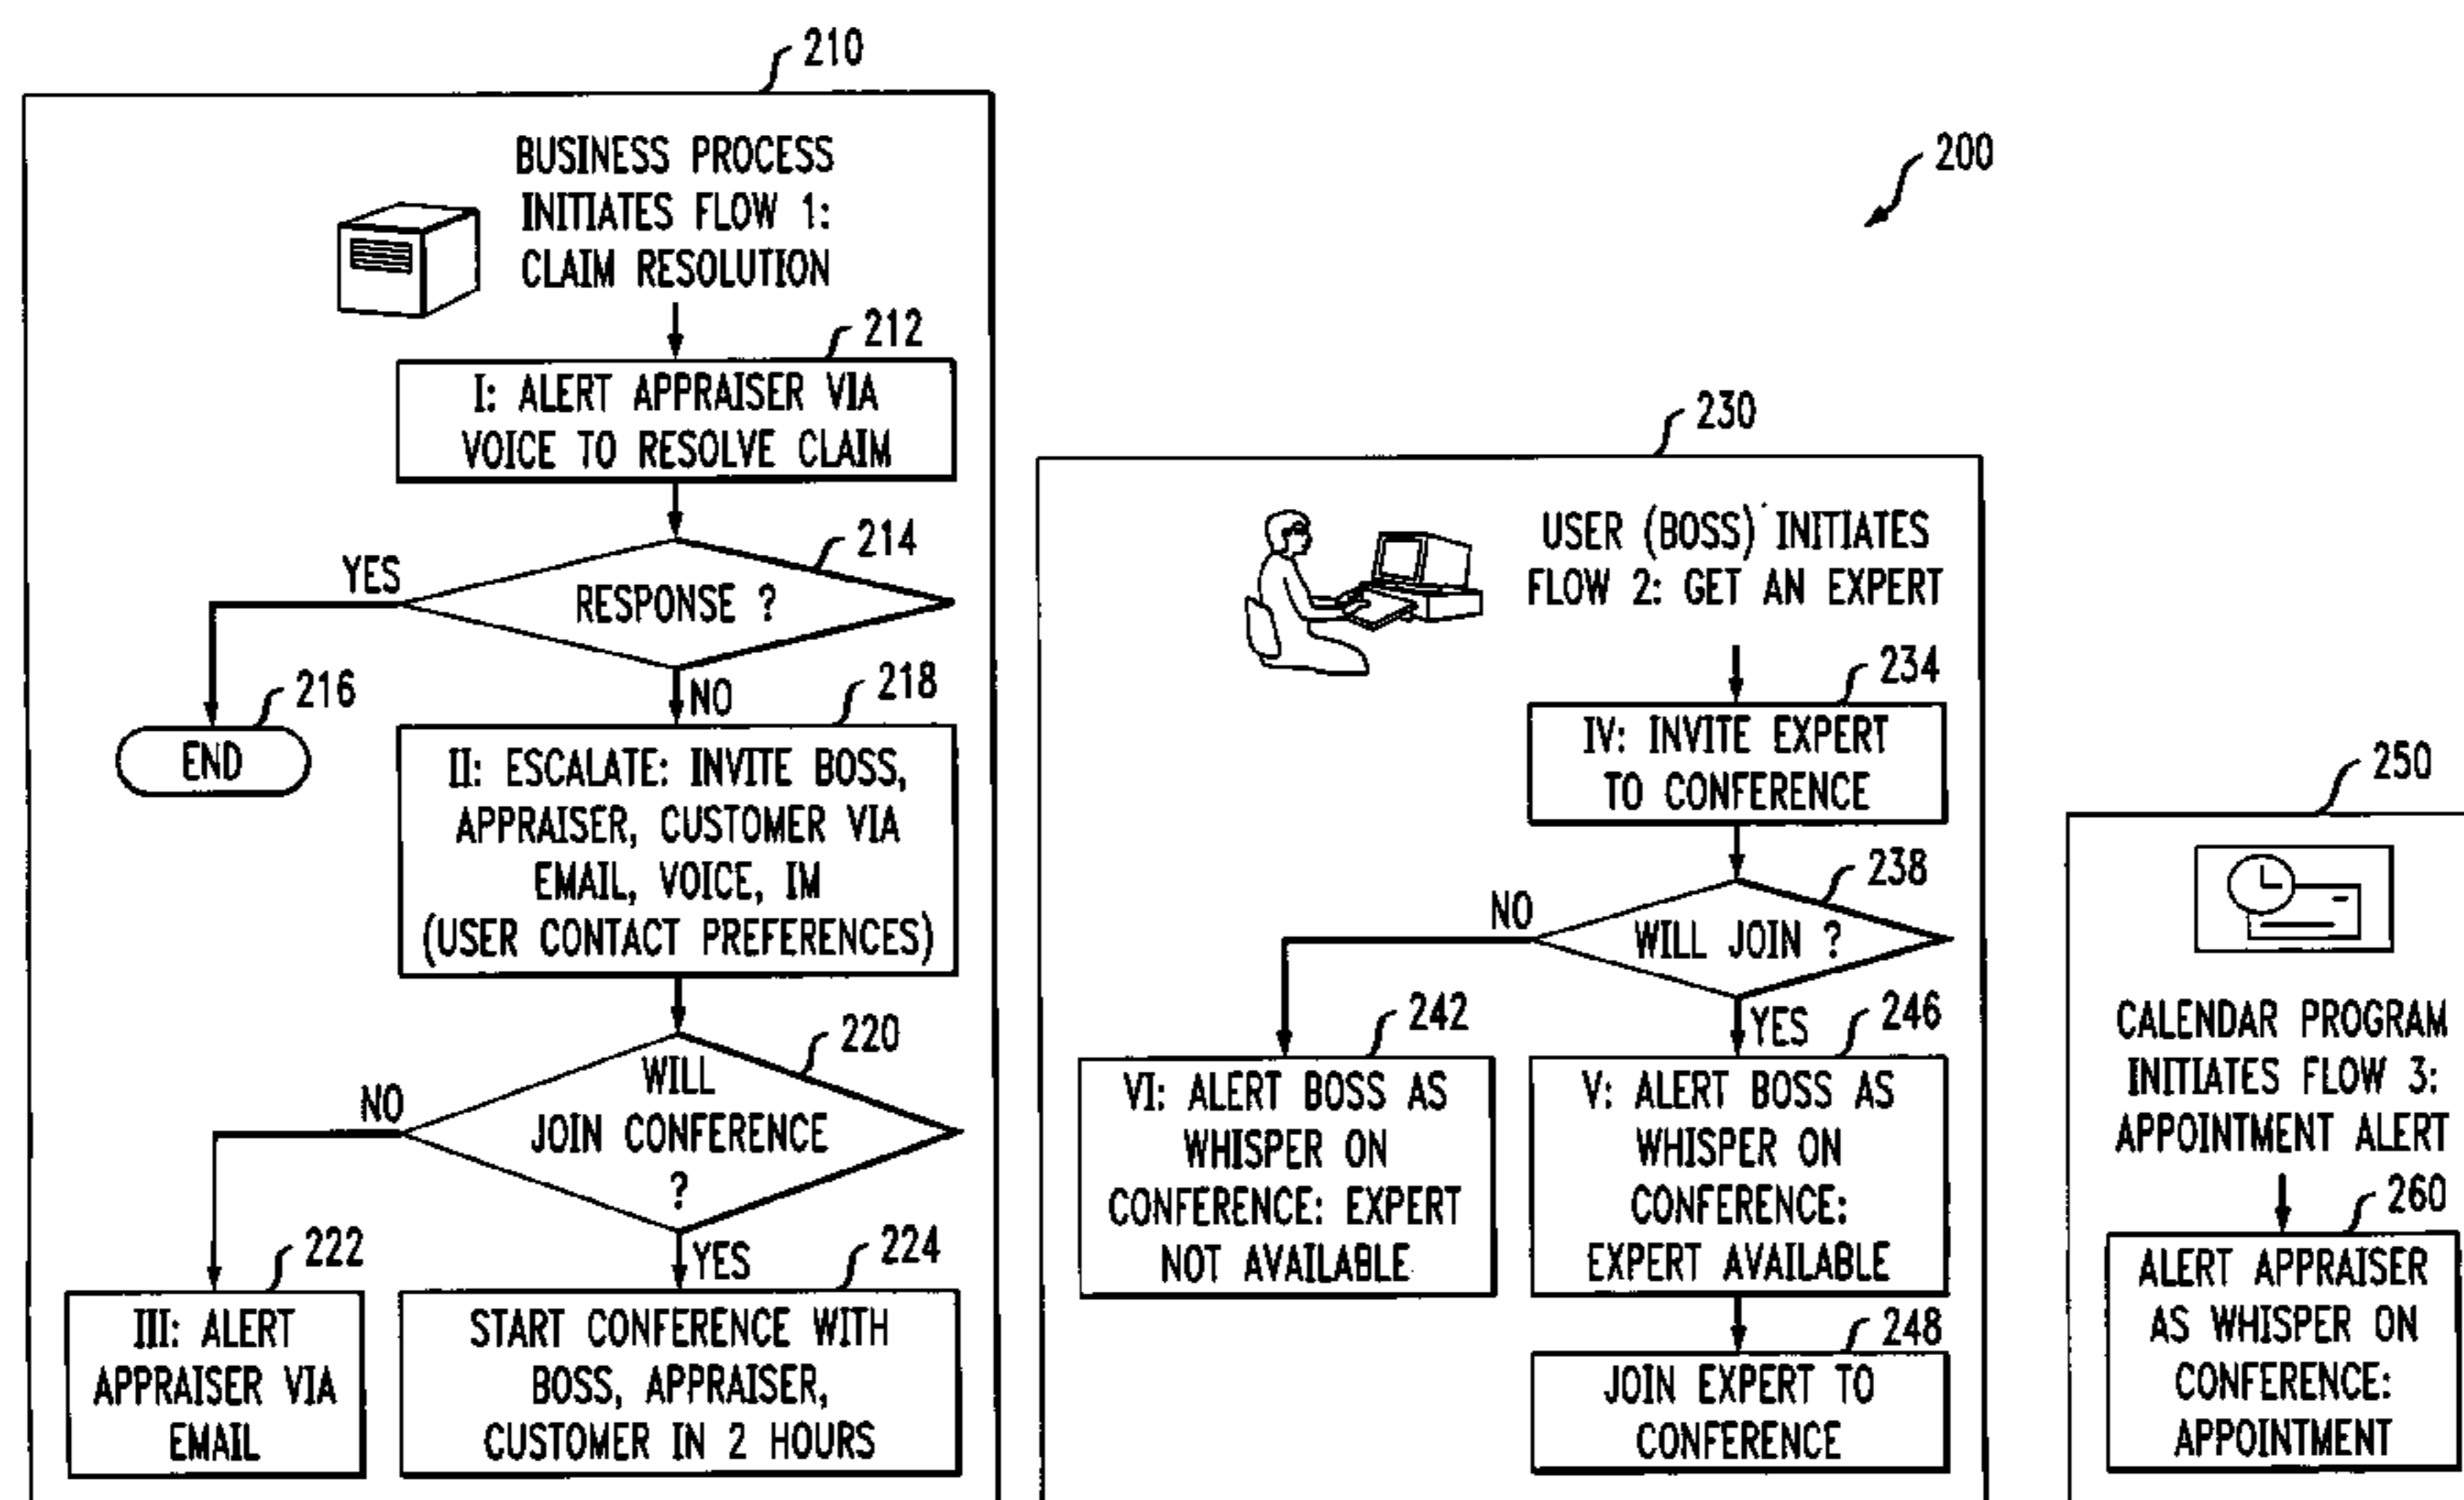 210
BUSINESS PROCESS
INITIATES FLOW 1:
CLAIM RESOLUTION
212
I: ALERT APPRAISER VIA
VOICE TO RESOLVE CLAIM
214
YES
RESPONSE ?
216
END
NO
218
II: ESCALATE: INVITE BOSS,
APPRAISER, CUSTOMER VIA
EMAIL, VOICE, IM
(USER CONTACT PREFERENCES)
220
NO
WILL
JOIN CONFERENCE
?
222
III: ALERT
APPRAISER VIA
EMAIL
YES
224
START CONFERENCE WITH
BOSS, APPRAISER,
CUSTOMER IN 2 HOURS
200
230
USER (BOSS) INITIATES
FLOW 2: GET AN EXPERT
234
IV: INVITE EXPERT
TO CONFERENCE
238
NO
WILL JOIN ?
242
VI: ALERT BOSS AS
WHISPER ON
CONFERENCE: EXPERT
NOT AVAILABLE
YES
246
V: ALERT BOSS AS
WHISPER ON
CONFERENCE:
EXPERT AVAILABLE
248
JOIN EXPERT TO
CONFERENCE
250
CALENDAR PROGRAM
INITIATES FLOW 3:
APPOINTMENT ALERT
260
ALERT APPRAISER
AS WHISPER ON
CONFERENCE:
APPOINTMENT